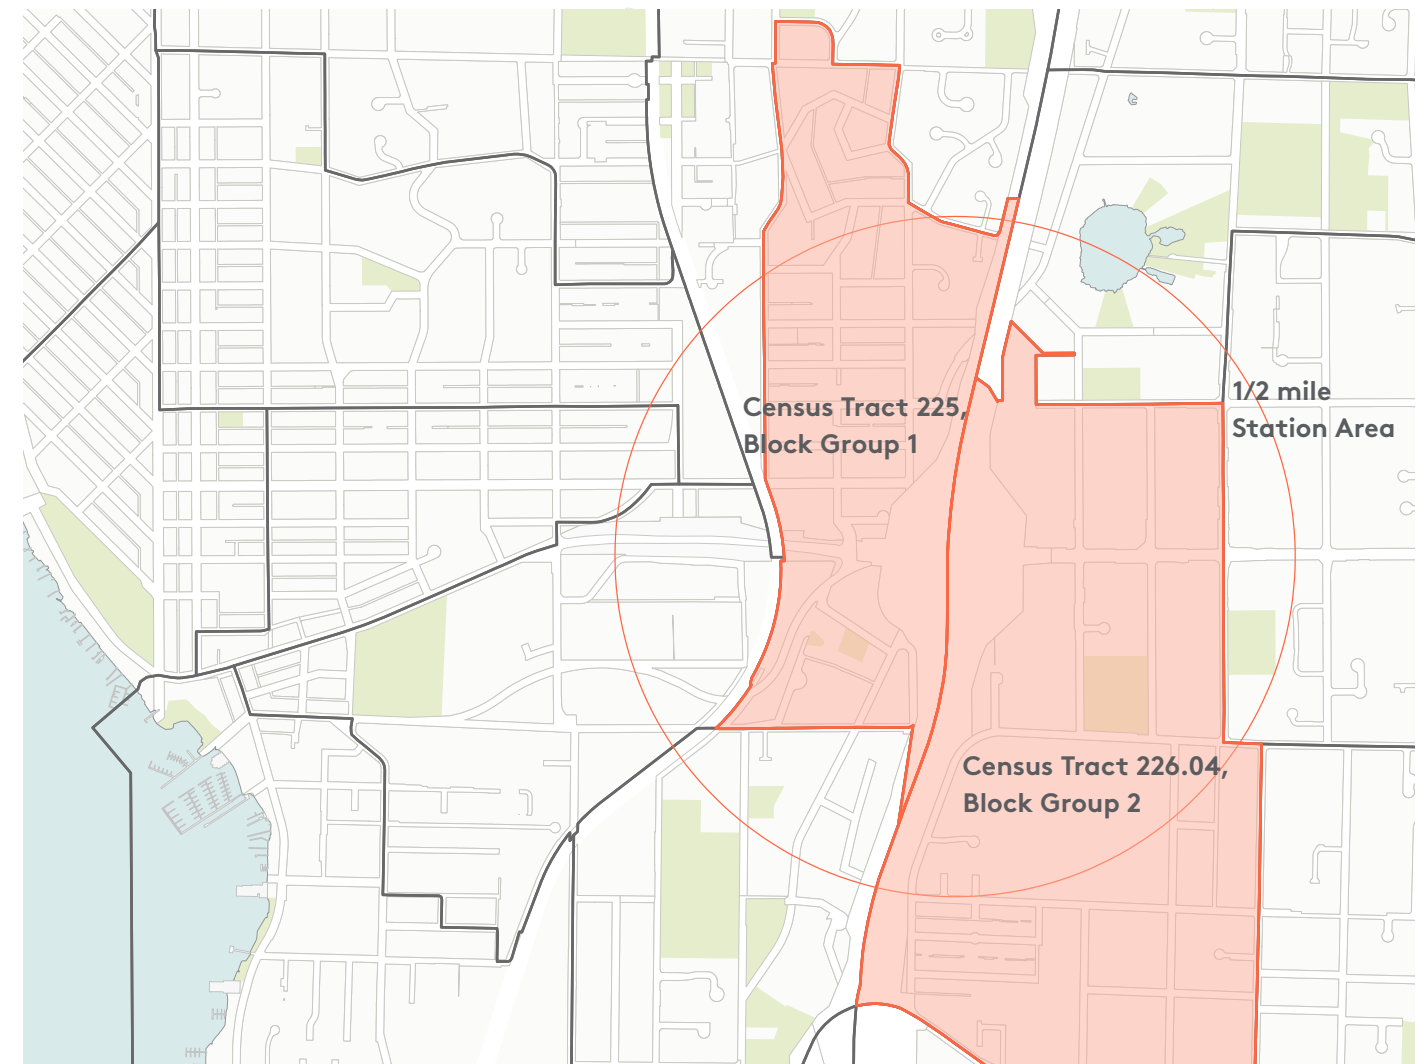 Census Tract 225,
Block Group 1
1/2 mile
Station Area
Census Tract 226.04,
Block Group 2